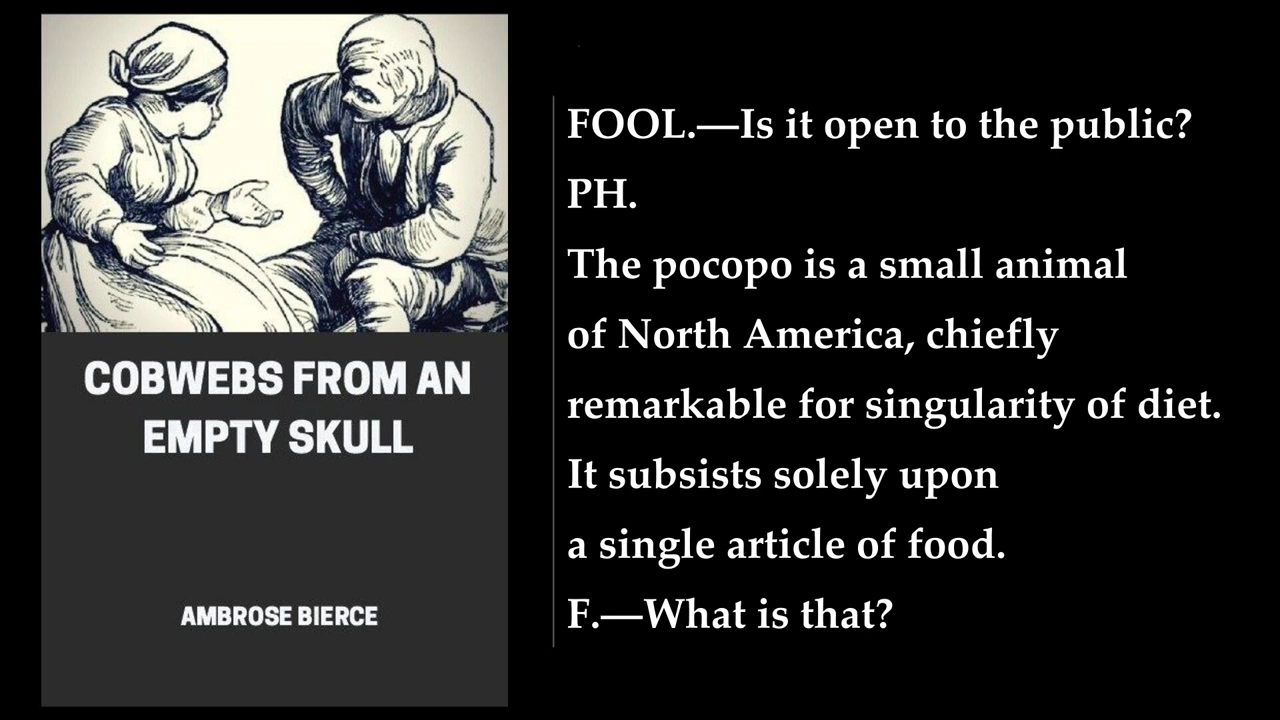 COBWEBS FROM AN
EMPTY SKULL
AMBROSE BIERCE
FOOL.—Is it open to the public?
PH.
The pocopo is a small animal
of North America, chiefly
remarkable for singularity of diet.
It subsists solely upon
a single article of food.
F.—What is that?